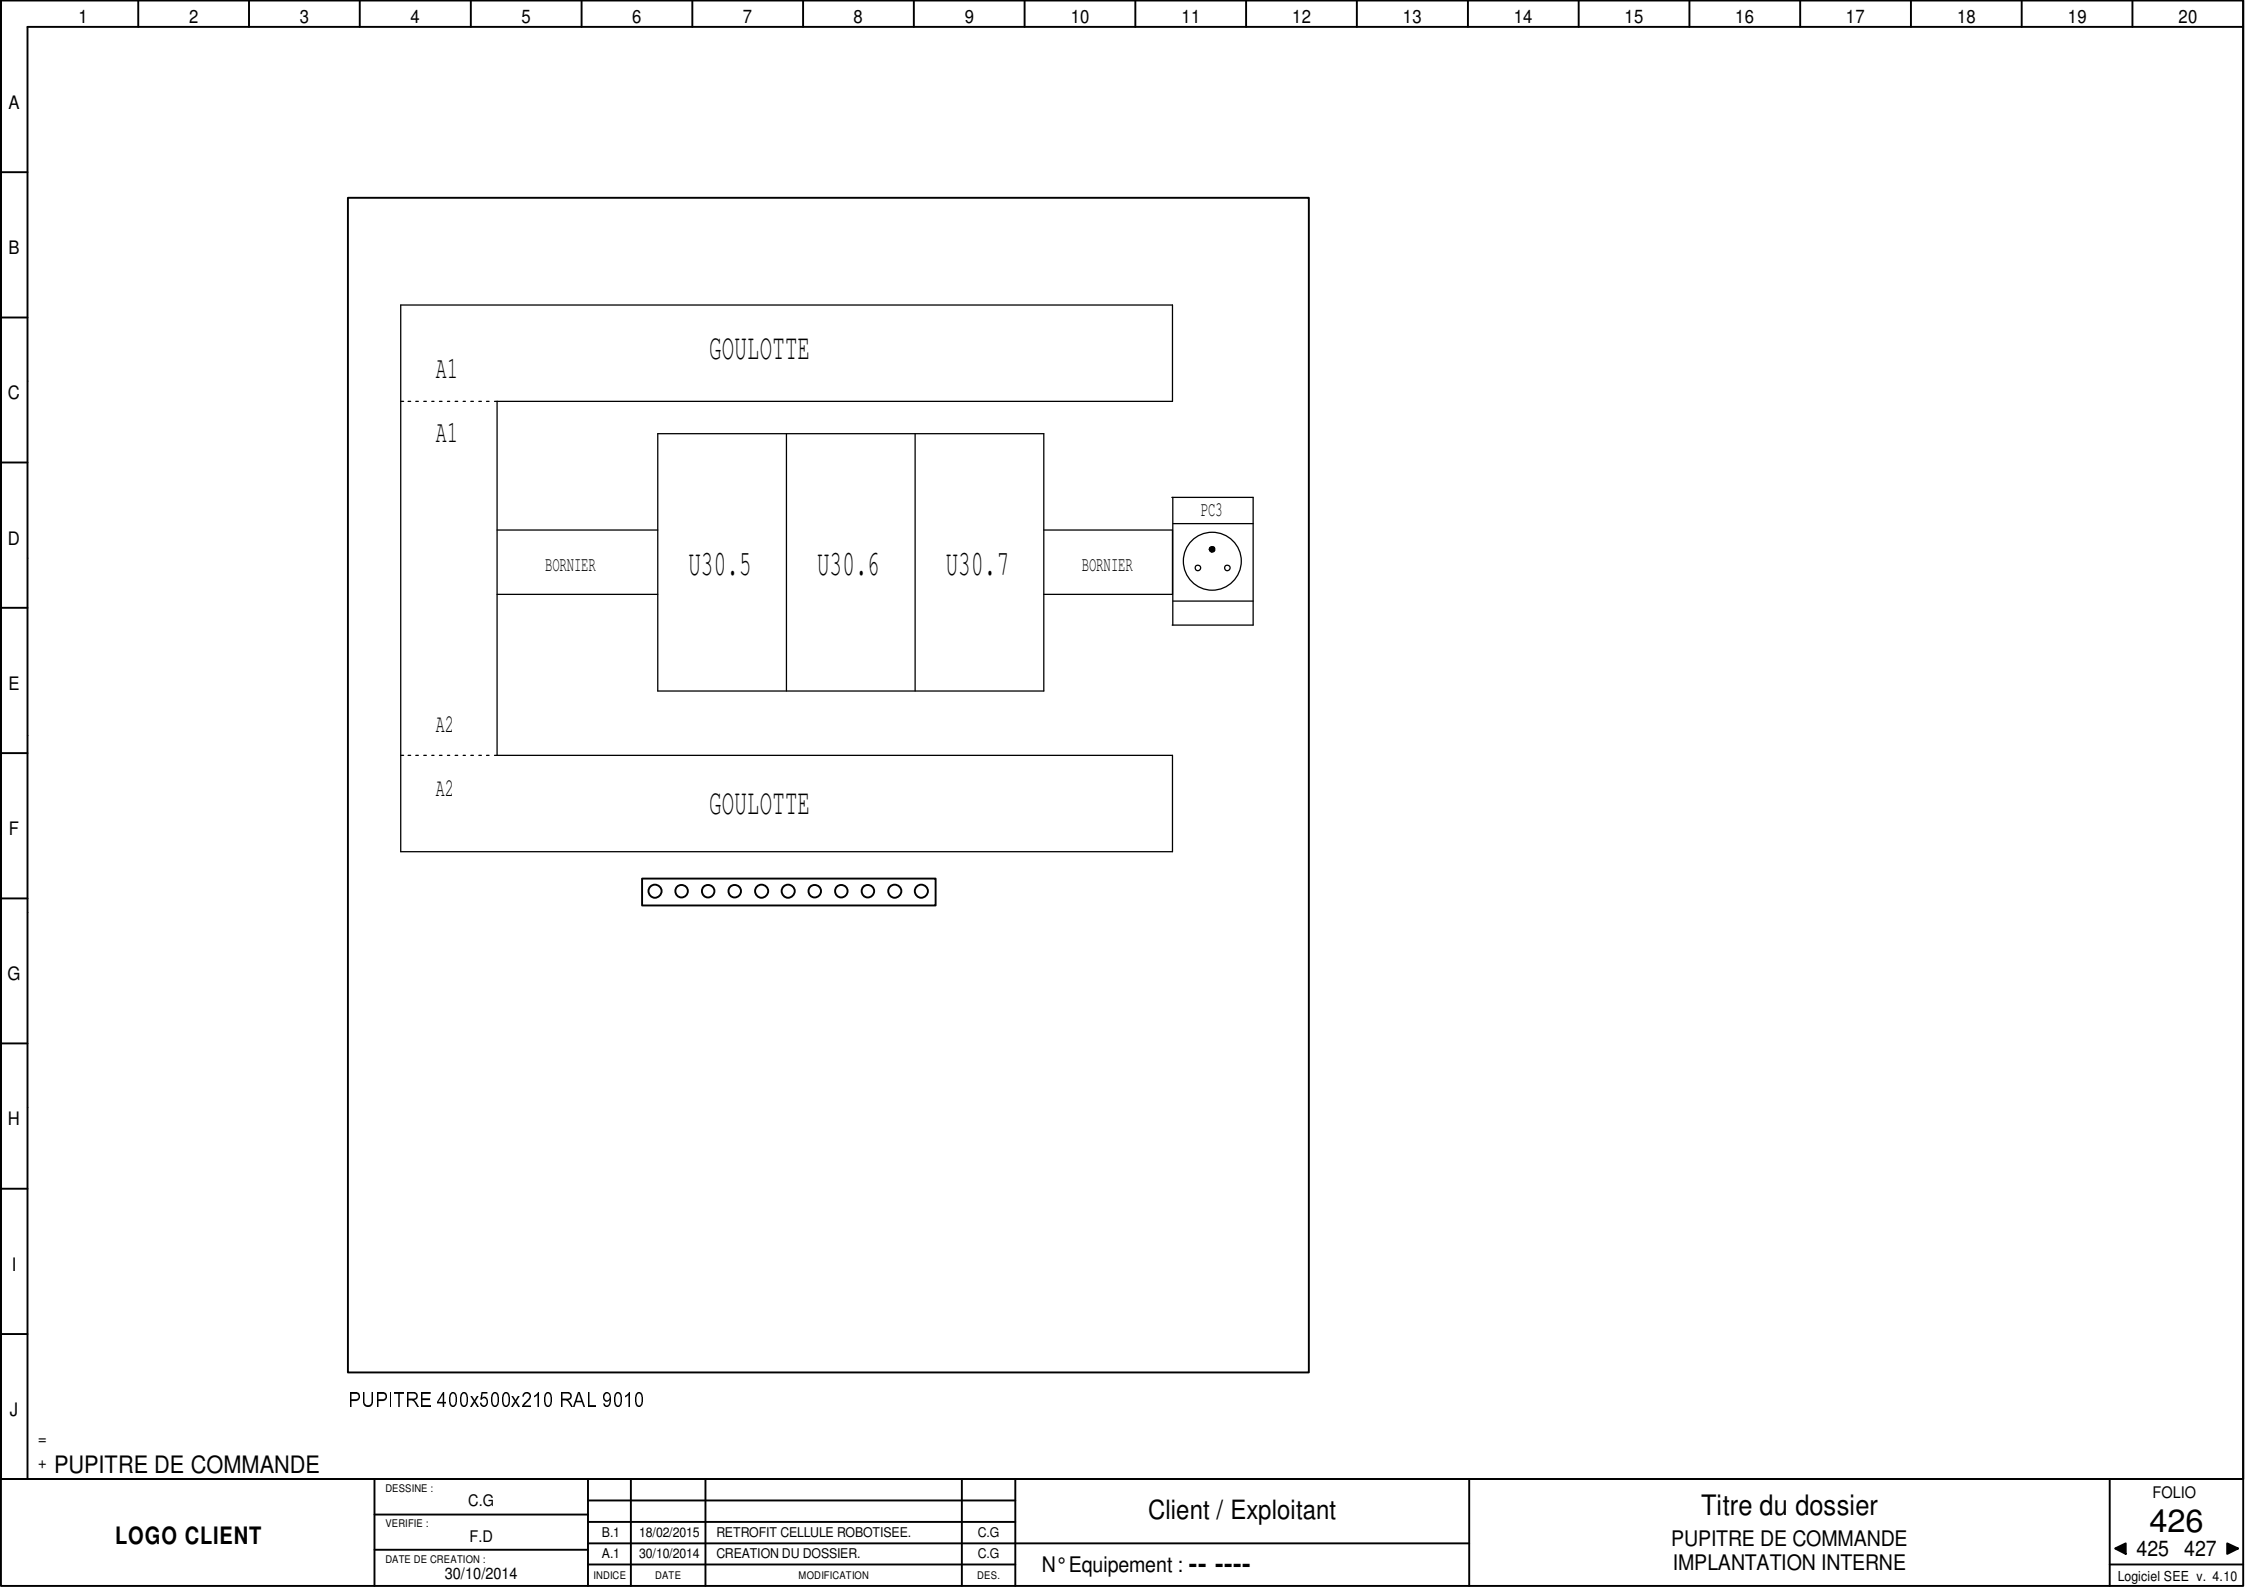 1 2 3 4 5 6 7 8 9 10 11 12 13 14 15 16 17 18 19 20
A
B
C
D
E
F
G
H
I
J
GOULOTTE
A1
A1
PC3
BORNIER U30.5 U30.6 U30.7 BORNIER
A2
A2
GOULOTTE
PUPITRE 400x500x210 RAL 9010
=
+ PUPITRE DE COMMANDE
LOGO CLIENT
DESSINE :
C.G
VERIFIE :
F.D
DATE DE CREATION :
30/10/2014
B.1 18/02/2015 RETROFIT CELLULE ROBOTISEE. C.G
A.1 30/10/2014 CREATION DU DOSSIER. C.G
INDICE DATE MODIFICATION DES.
Client / Exploitant
N° Equipement : -- ----
Titre du dossier
PUPITRE DE COMMANDE
IMPLANTATION INTERNE
FOLIO
426
◄ 425 427 ►
Logiciel SEE v. 4.10